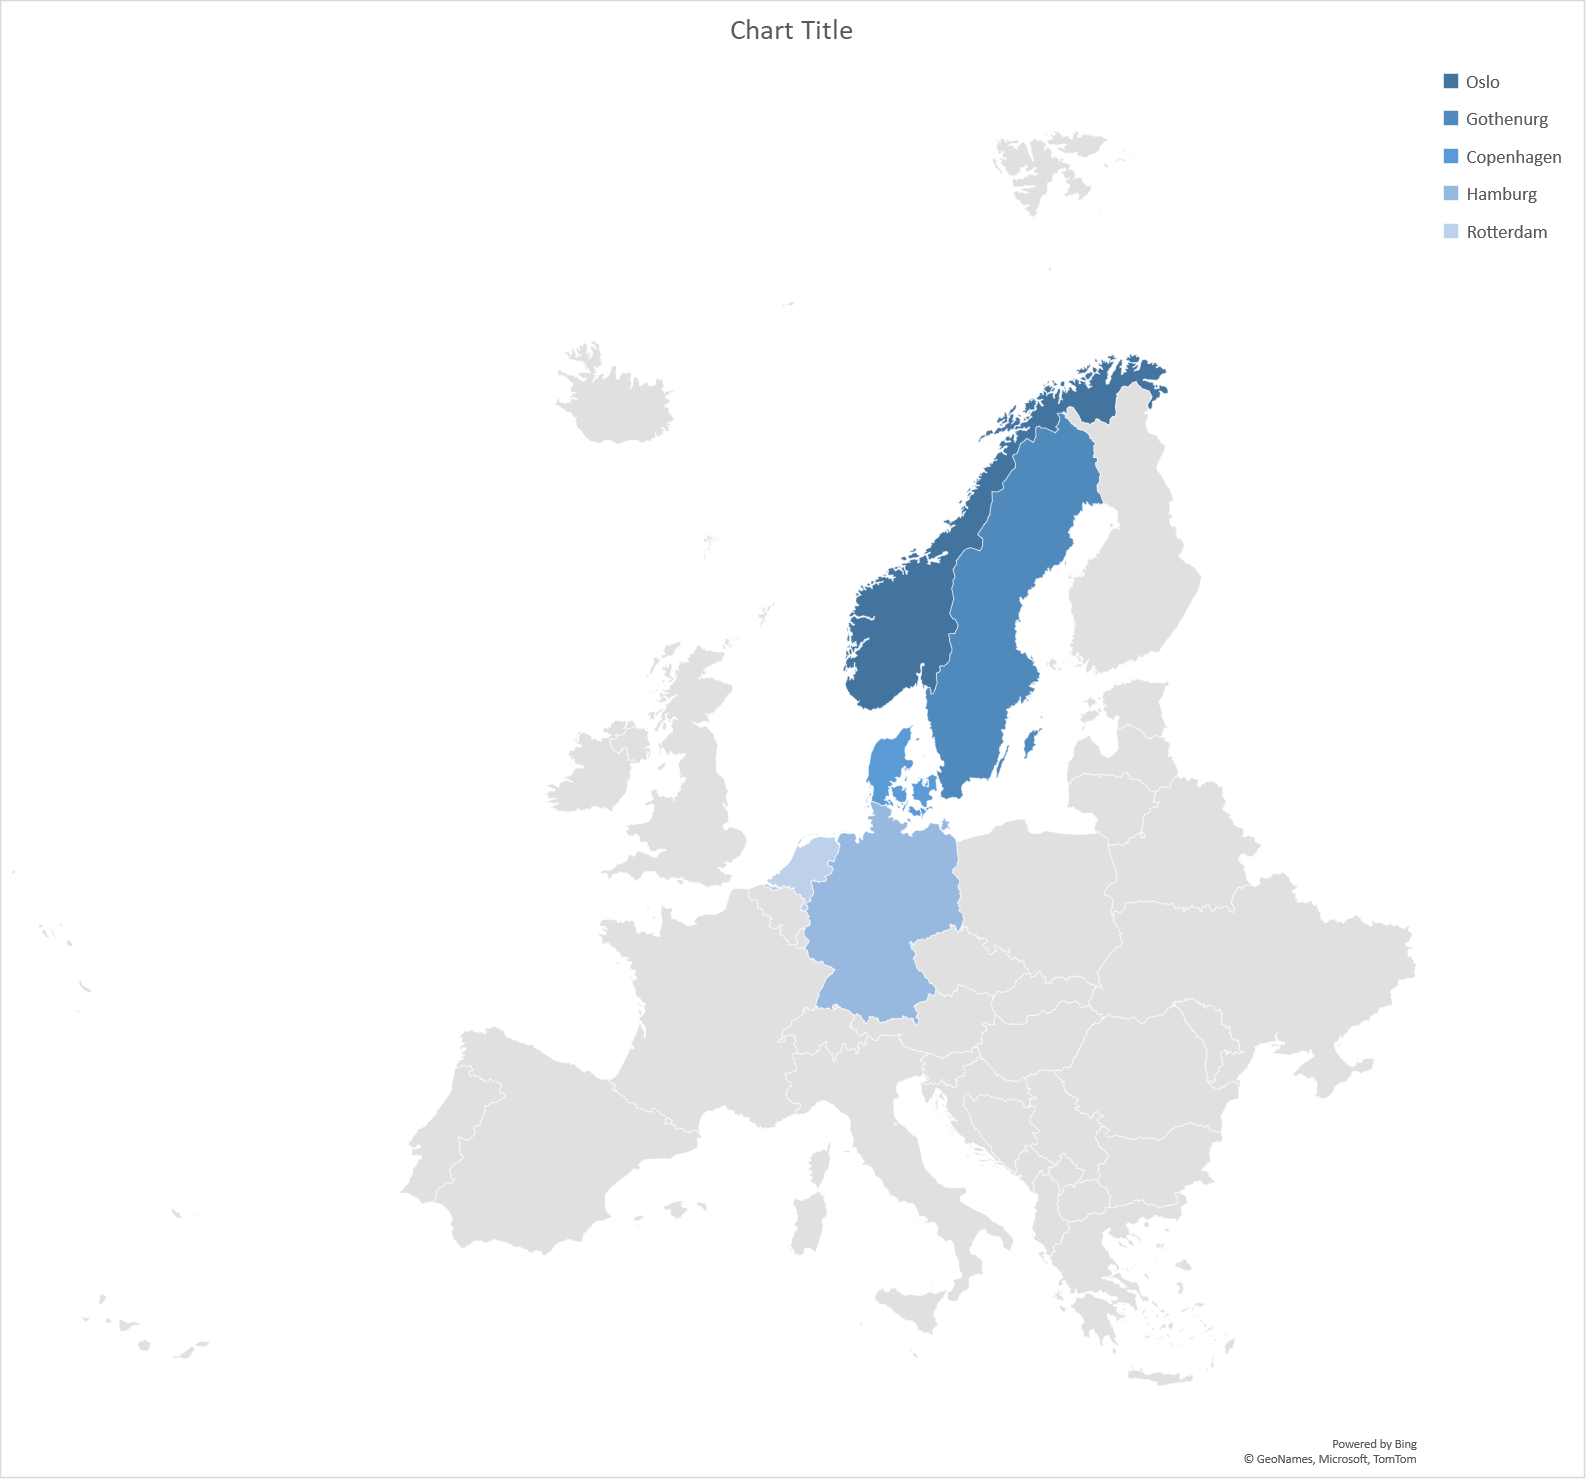 Chart Title
Oslo
Gothenurg
Copenhagen
Hamburg
Rotterdam
Powered by Bing
© GeoNames, Microsoft, TomTom